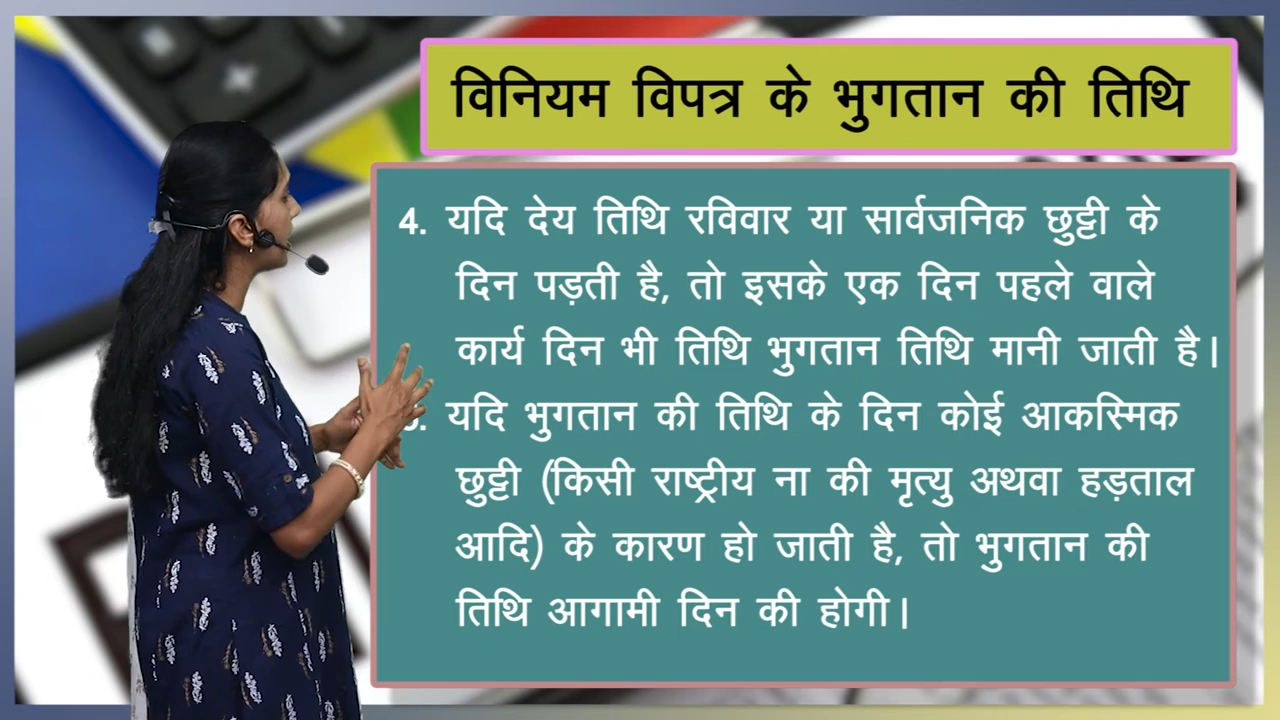 विनियम विपत्र के भुगतान की तिथि
4. यदि देय तिथि रविवार या सार्वजनिक छुट्टी के
दिन पड़ती है, तो इसके एक दिन पहले वाले
कार्य दिन भी तिथि भुगतान तिथि मानी जाती है।
यदि भुगतान की तिथि के दिन कोई आकस्मिक
छुट्टी (किसी राष्ट्रीय ना की मृत्यु अथवा हड़ताल
आदि) के कारण हो जाती है, तो भुगतान की
तिथि आगामी दिन की होगी।